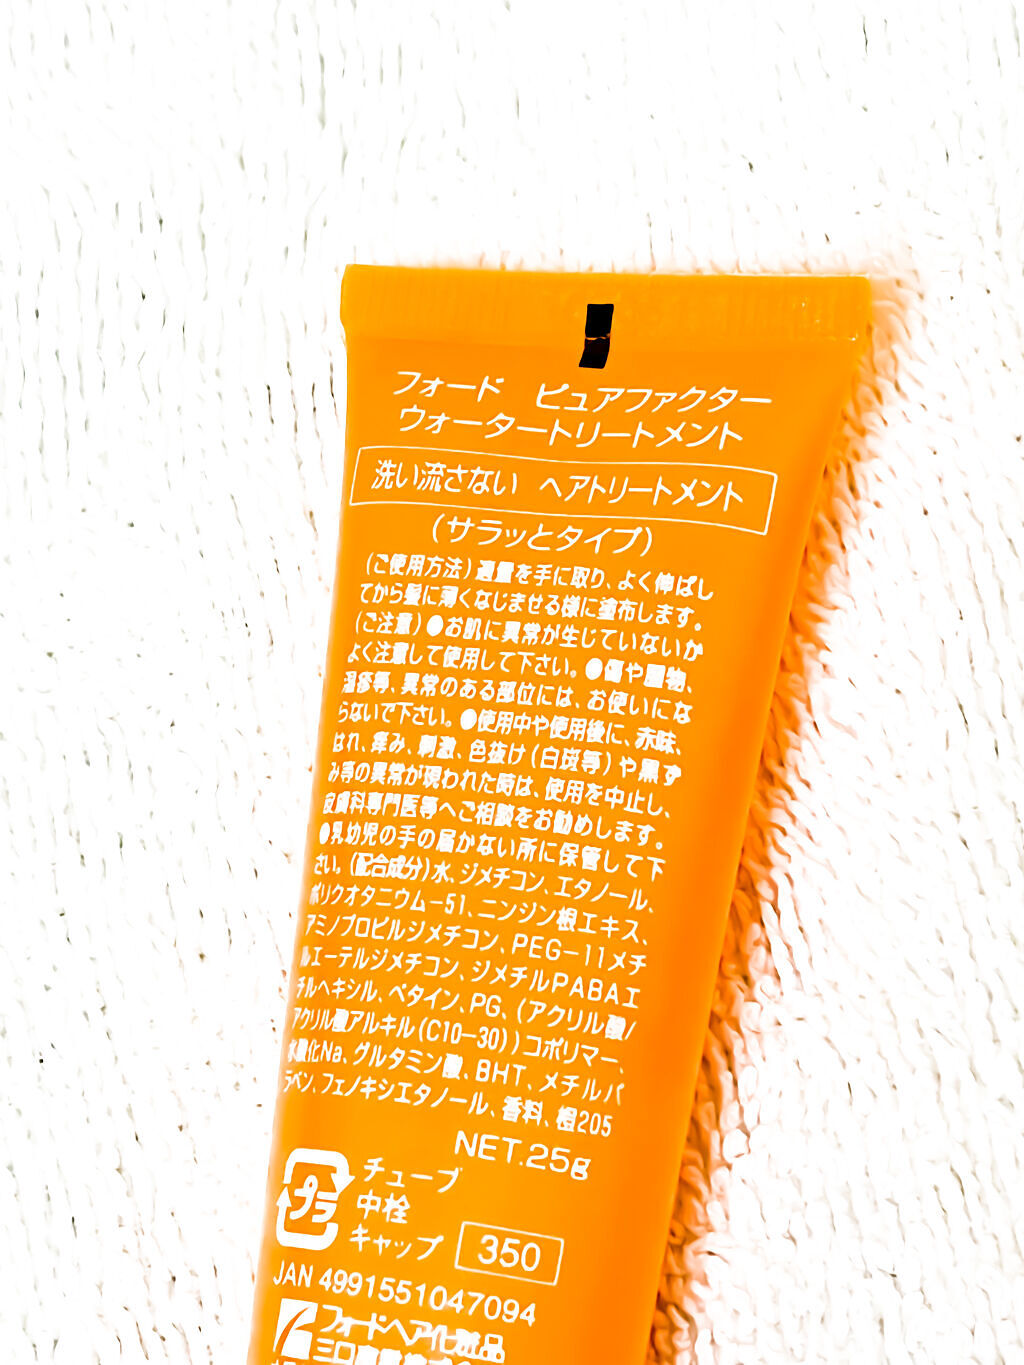 フォード ピュアファクター
ウォータートリートメント
洗い流さない ヘアトリートメント
(サラッとタイプ)
(ご使用方法)適量を手に取り、よく伸ばし
てから髪に薄くなじませる様に塗布します。
(ご注意)●お肌に異常が生じていないか
よく注意して使用して下さい。●傷や腫物、
湿疹等、異常のある部位には、お使いにな
らないで下さい。●使用中や使用後に、赤味、
はれ、痒み、刺激、色抜け(白斑等)や黒ず
み等の異常が現われた時は、使用を中止し、
皮膚科専門医等へご相談をお勧めします。
●乳幼児の手の届かない所に保管して下
さい。(配合成分)水、ジメチコン、エタノール、
ポリクオタニウム-51、ニンジン根エキス、
アミノプロピルジメチコン、PEG-11メチ
ルエーテルジメチコン、ジメチルPABAエ
チルヘキシル、ベタイン、PG、(アクリル酸/
アクリル酸アルキル(C10-30))コポリマー、
水酸化Na、グルタミン酸、BHT、メチルパ
ラベン、フェノキシエタノール、香料、橙205
NET.25g
プラ
チューブ
中栓
キャップ
350
JAN 4991551047094
フォードヘア化粧品
三口